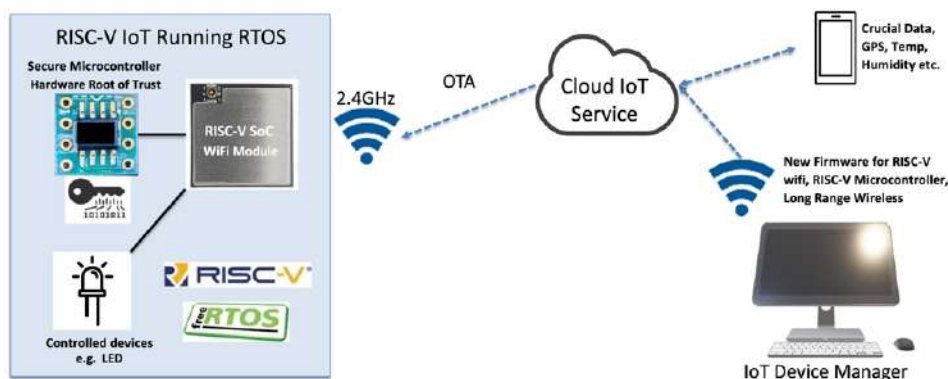 RISC-V IoT Running RTOS
Secure Microcontroller
Hardware Root of Trust
RISC-V SoC
WiFi Module
10101011
Controlled devices
e.g. LED
RISC-V®
free
RTOS
2.4GHz
OTA
Cloud IoT
Service
Crucial Data,
GPS, Temp,
Humidity etc.
New Firmware for RISC-V
wifi, RISC-V Microcontroller,
Long Range Wireless
IoT Device Manager